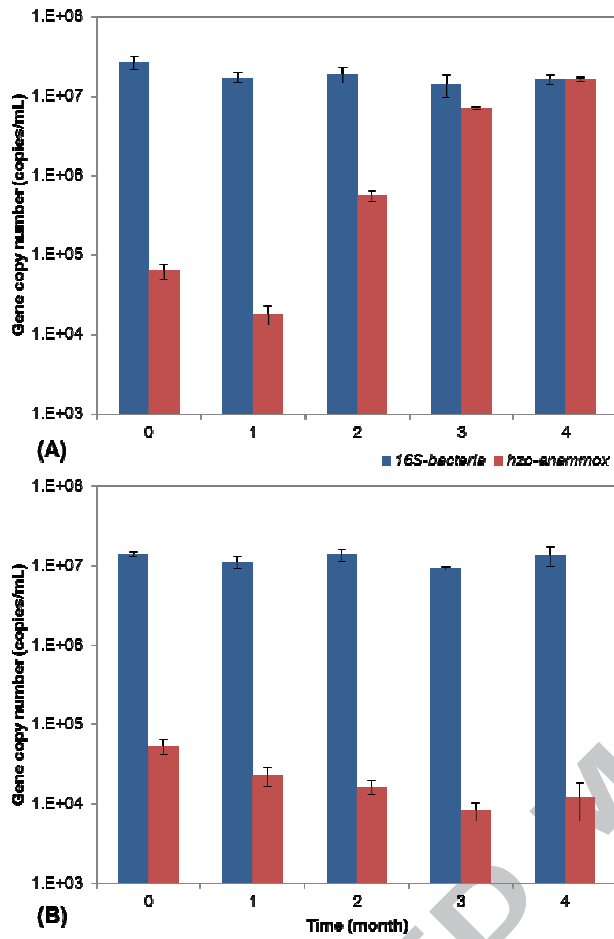 1.E+08
1.E+07
1.E+06
1.E+05
1.E+04
1.E+03
Gene copy number (copies/mL)
0 1 2 3 4
(A)
16S-bacteria hzo-anammox
1.E+08
1.E+07
1.E+06
1.E+05
1.E+04
1.E+03
Gene copy number (copies/mL)
0 1 2 3 4
(B)
Time (month)
D M